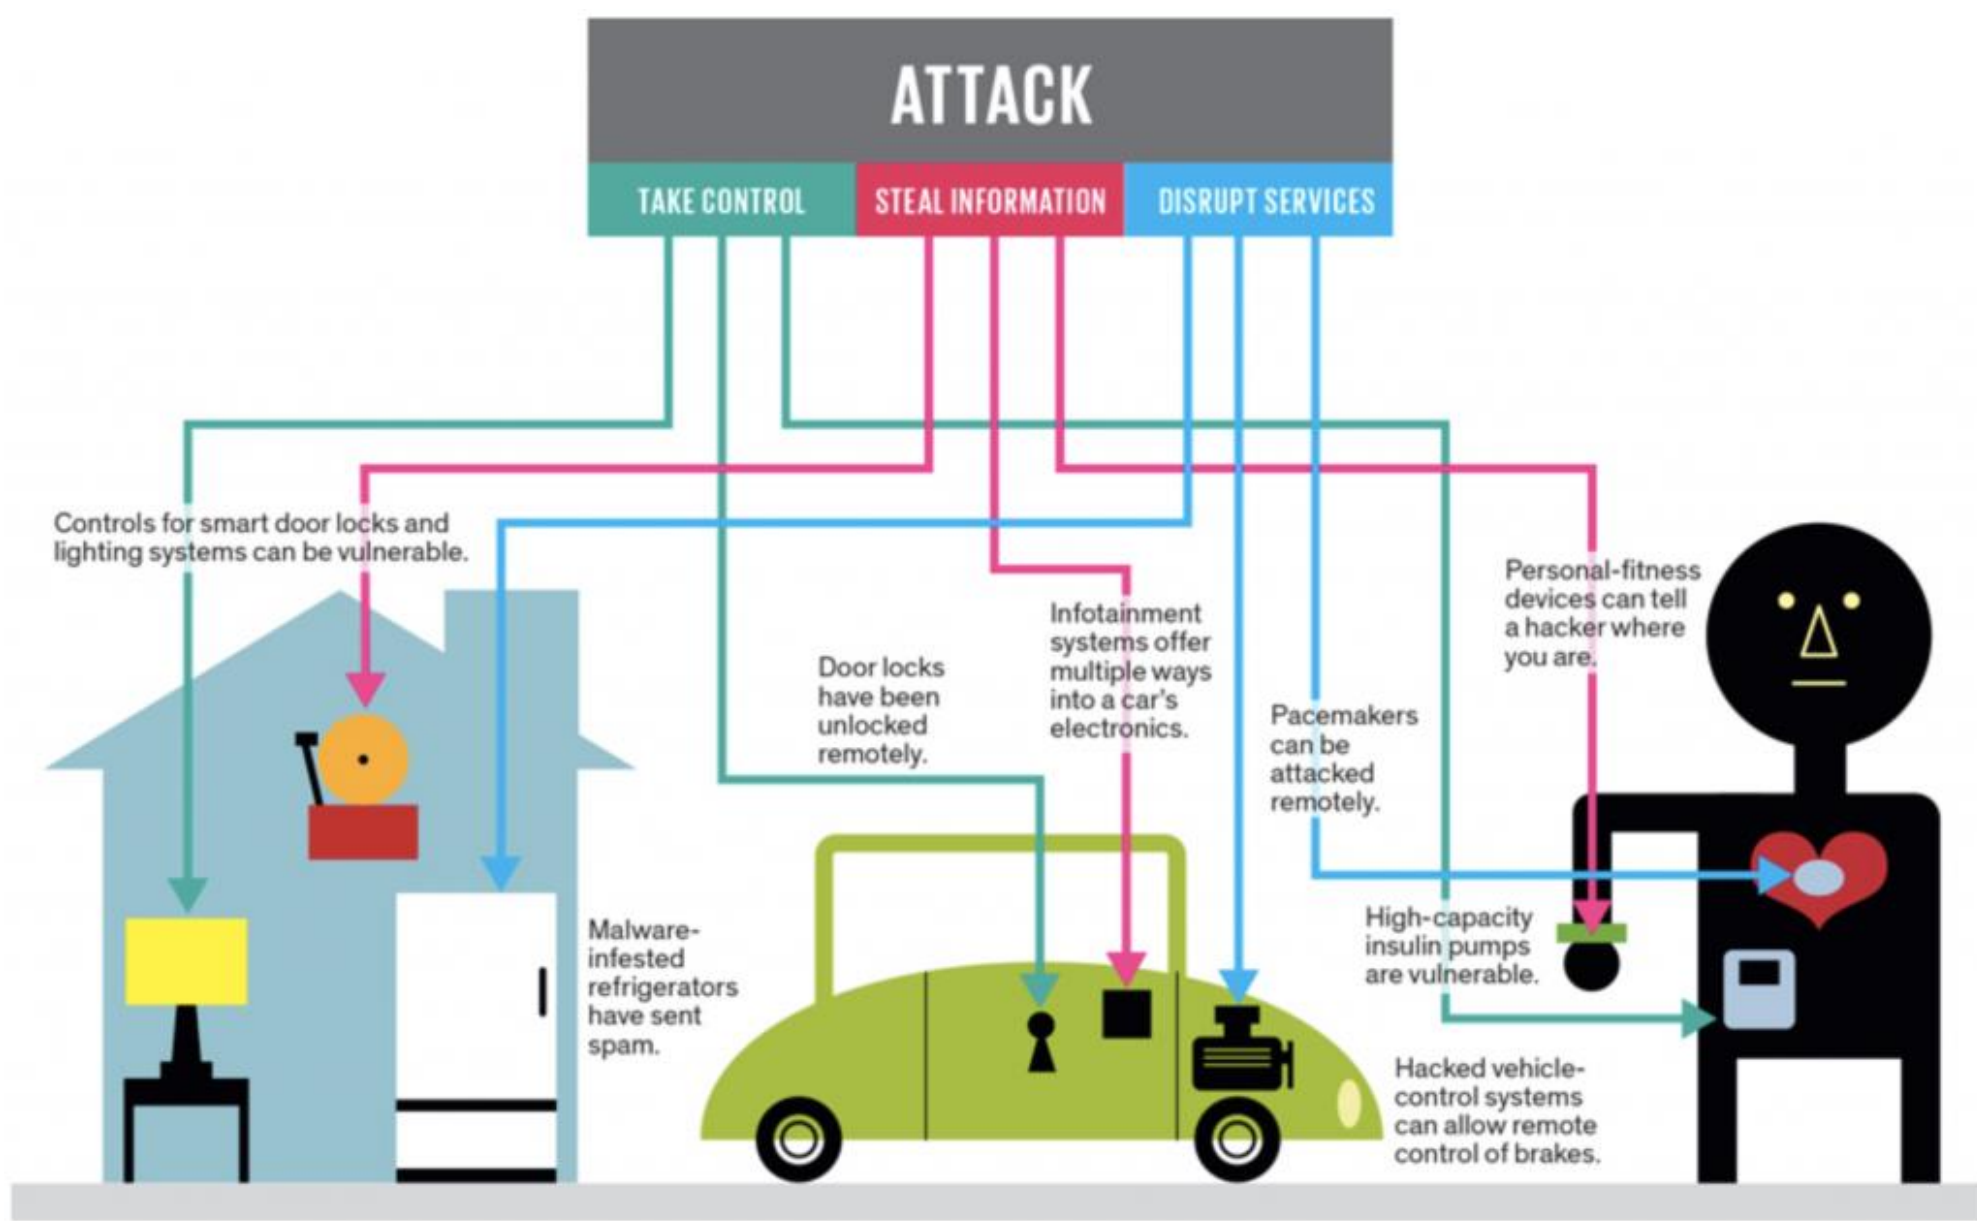 ATTACK
TAKE CONTROL
STEAL INFORMATION
DISRUPT SERVICES
Controls for smart door locks and
lighting systems can be vulnerable.
Malware-
infested
refrigerators
have sent
spam.
Door locks
have been
unlocked
remotely.
Infotainment
systems offer
multiple ways
into a car's
electronics.
Pacemakers
can be
attacked
remotely.
Personal-fitness
devices can tell
a hacker where
you are.
High-capacity
insulin pumps
are vulnerable.
Hacked vehicle-
control systems
can allow remote
control of brakes.